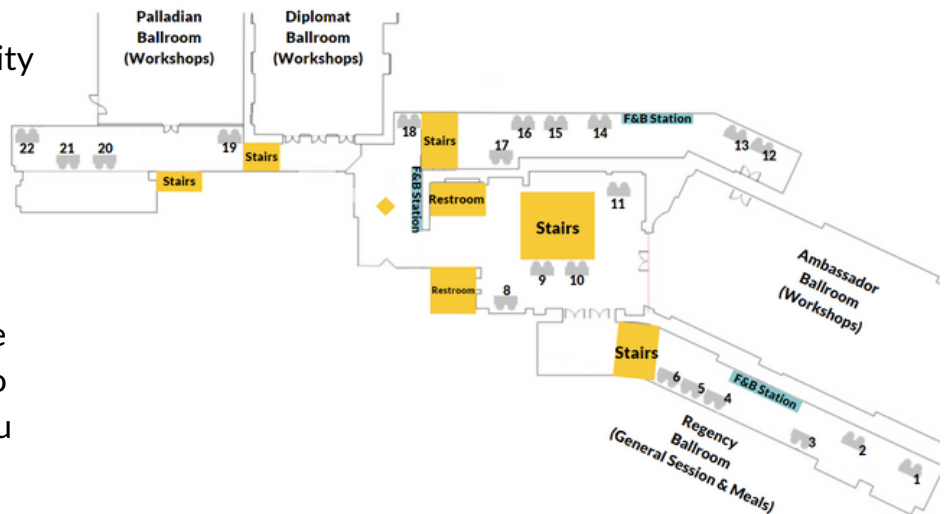 Palladian
Ballroom
(Workshops)
Diplomat
Ballroom
(Workshops)
ity
22
21
20
19
Stairs
Stairs
18
Stairs
F&B Station
17
16
15
14
F&B Station
13
12
Restroom
Stairs
11
9
10
8
Restroom
Ambassador
Ballroom
(Workshops)
e
o
u
Stairs
6
5
4
F&B Station
3
2
1
Regency
Ballroom
(General Session & Meals)